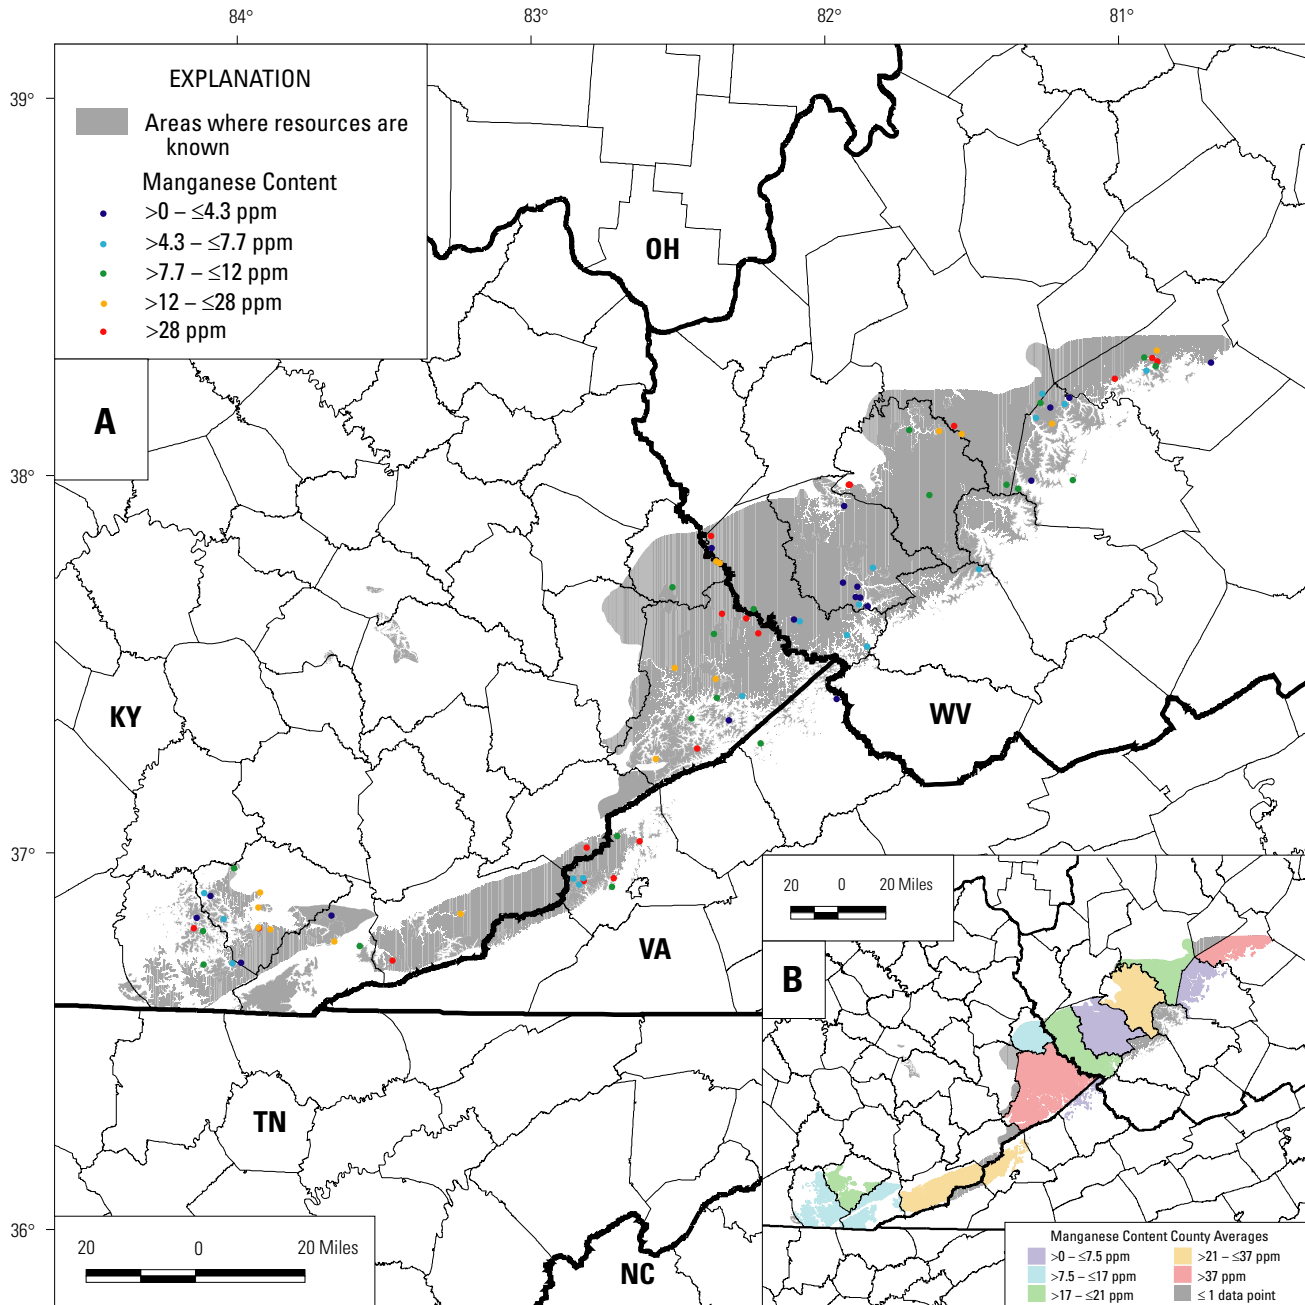 84°
83°
82°
81°
39°
38°
37°
36°
EXPLANATION
Areas where resources are
known
Manganese Content
>0 – ≤4.3 ppm
>4.3 – ≤7.7 ppm
>7.7 – ≤12 ppm
>12 – ≤28 ppm
>28 ppm
A
OH
KY
WV
VA
TN
NC
20 0 20 Miles
20 0 20 Miles
B
Manganese Content County Averages
>0 – ≤7.5 ppm
>7.5 – ≤17 ppm
>17 – ≤21 ppm
>21 – ≤37 ppm
>37 ppm
≤ 1 data point